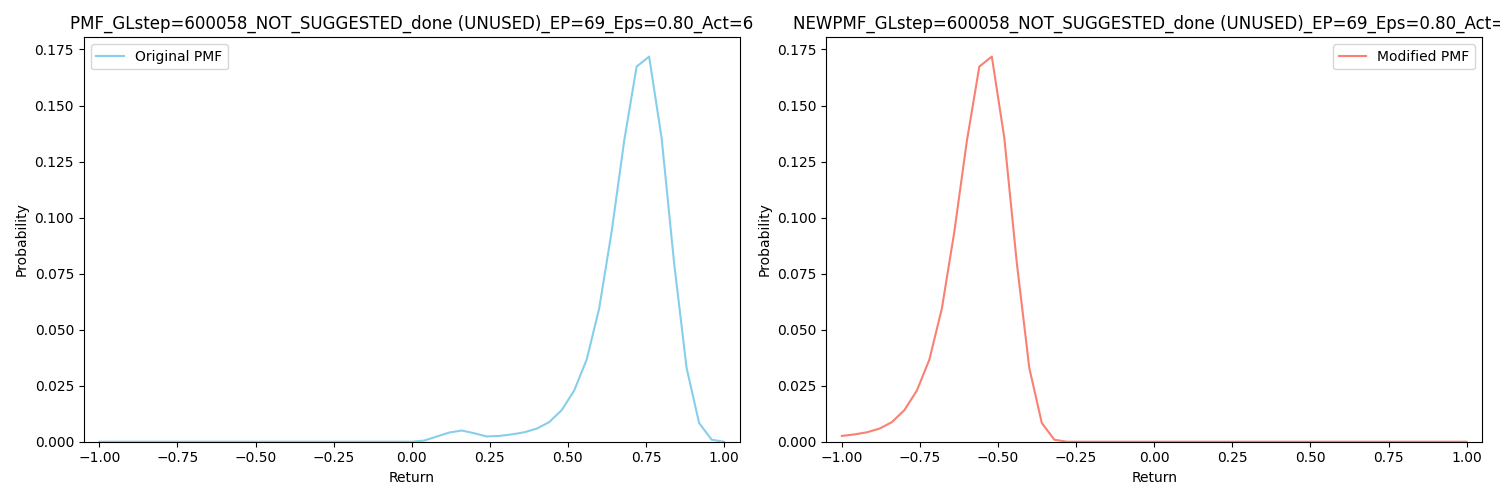 PMF_GLstep=600058_NOT_SUGGESTED_done (UNUSED)_EP=69_Eps=0.80_Act=6
Original PMF
Probability
0.175
0.150
0.125
0.100
0.075
0.050
0.025
0.000
−1.00 −0.75 −0.50 −0.25 0.00 0.25 0.50 0.75 1.00
Return
NEWPMF_GLstep=600058_NOT_SUGGESTED_done (UNUSED)_EP=69_Eps=0.80_Act=
Modified PMF
Probability
0.175
0.150
0.125
0.100
0.075
0.050
0.025
0.000
−1.00 −0.75 −0.50 −0.25 0.00 0.25 0.50 0.75 1.00
Return